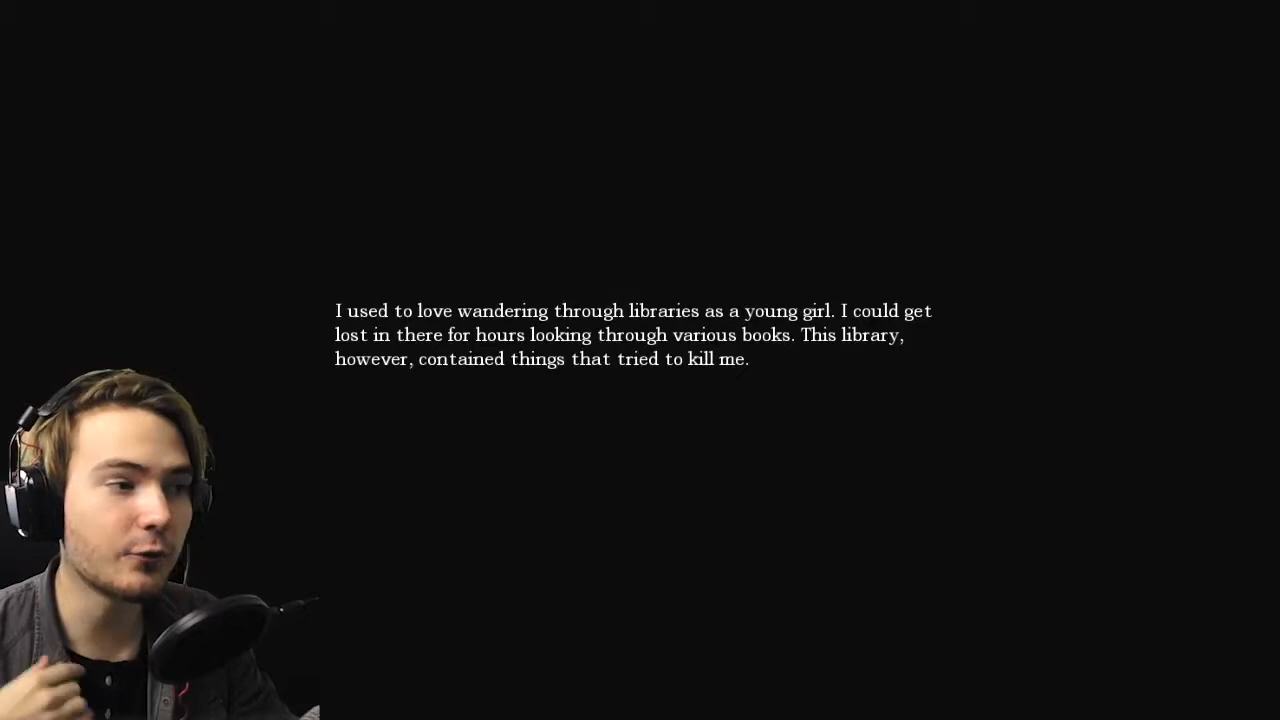 I used to love wandering through libraries as a young girl. I could get
lost in there for hours looking through various books. This library,
however, contained things that tried to kill me.